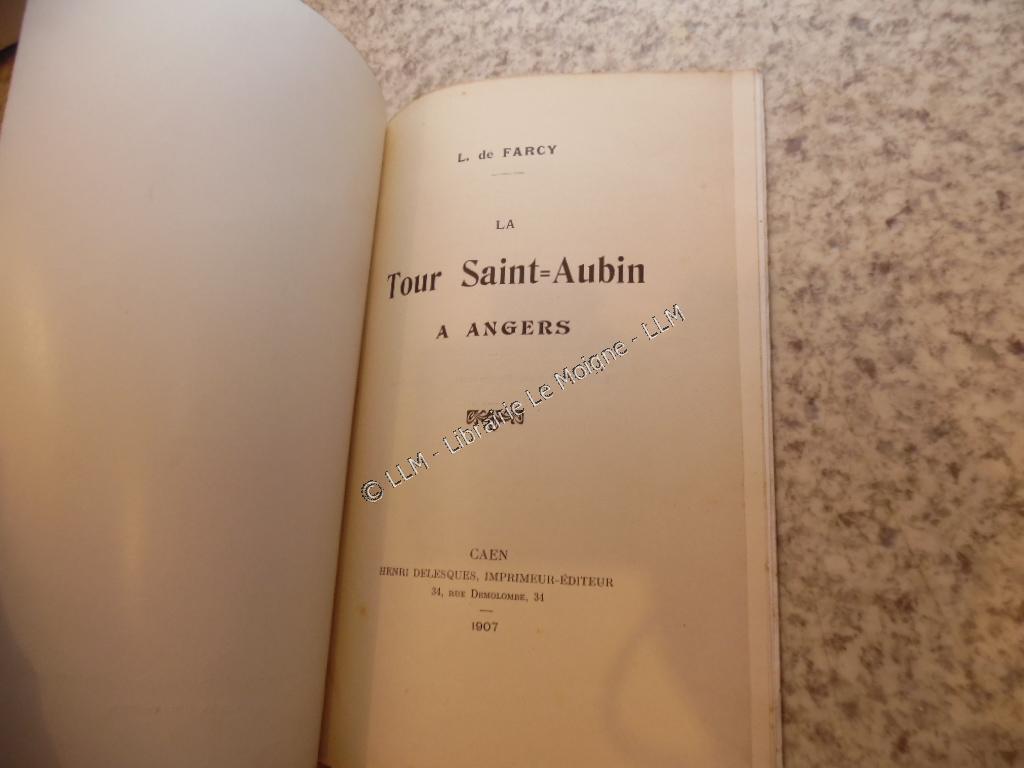 L. de FARCY
LA
Tour Saint=Aubin
A ANGERS
© LLM - Librairie Le Moigne - LLM
CAEN
HENRI DELESQUES, IMPRIMEUR-ÉDITEUR
34, RUE DEMOLOMBE, 34
1907